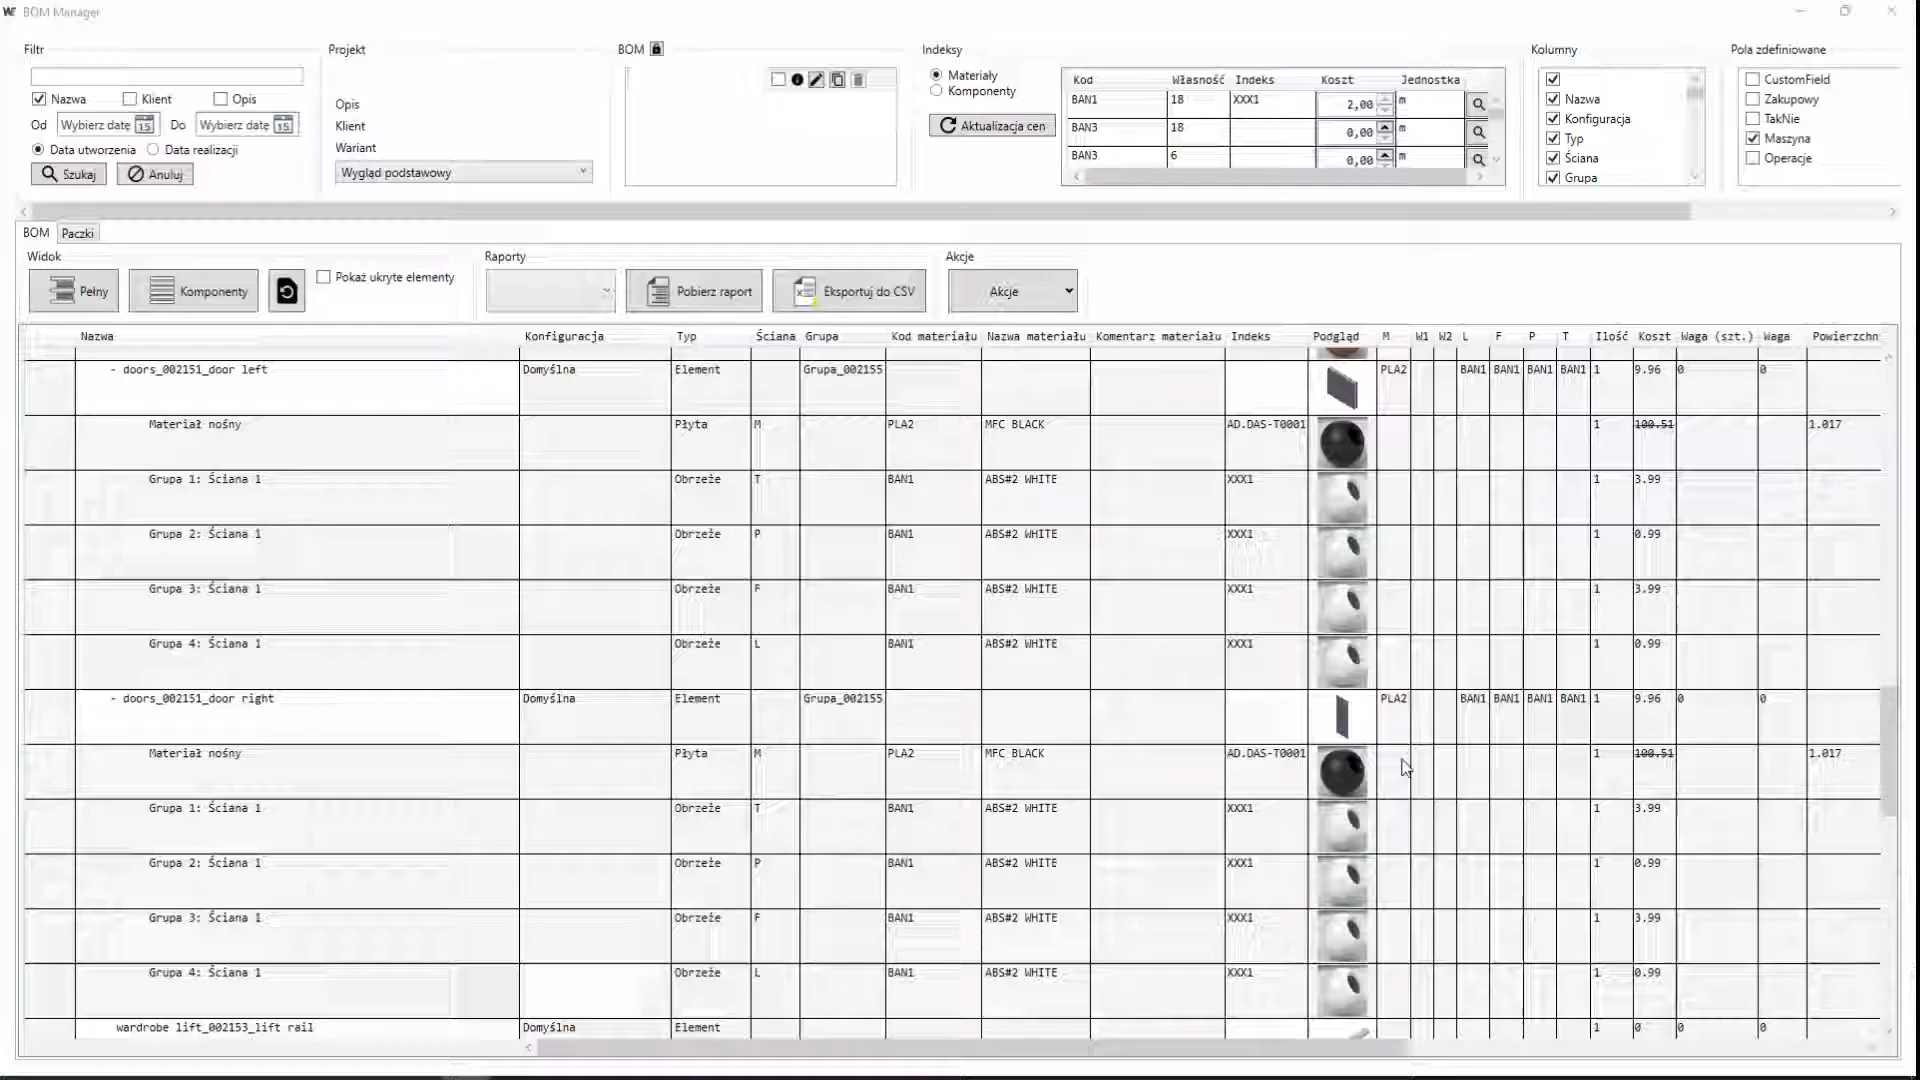 BOM Manager
Filtr
Nazwa Klient Opis
Od Wybierz datę 15 Do Wybierz datę 15
Data utworzenia Data realizacji
Szukaj Anuluj
Projekt
Opis
Klient
Wariant
Wygląd podstawowy
BOM
Indeksy
Materiały
Komponenty
Aktualizacja cen
Kod Własność Indeks Koszt Jednostka
BAN1 18 XXX1 2,00 m
BAN3 18 0,00 m
BAN3 6 0,00 m
Kolumny
Nazwa
Konfiguracja
Typ
Ściana
Grupa
Pola zdefiniowane
CustomField
Zakupowy
TakNie
Maszyna
Operacje
BOM Paczki
Widok Raporty Akcje
Pełny Komponenty Pokaż ukryte elementy Pobierz raport Eksportuj do CSV Akcje
Nazwa Konfiguracja Typ Ściana Grupa Kod materiału Nazwa materiału Komentarz materiału Indeks Podgląd M W1 W2 L F P T Ilość Koszt Waga (szt.) Waga Powierzchn
- doors_002151_door left Domyślna Element Grupa_002155 PLA2 BAN1 BAN1 BAN1 BAN1 1 9.96 0 0
Materiał nośny Płyta M PLA2 MFC BLACK AD.DAS-T0001 1 100.51 1.017
Grupa 1: Ściana 1 Obrzeże T BAN1 ABS#2 WHITE XXX1 1 3.99
Grupa 2: Ściana 1 Obrzeże P BAN1 ABS#2 WHITE XXX1 1 0.99
Grupa 3: Ściana 1 Obrzeże F BAN1 ABS#2 WHITE XXX1 1 3.99
Grupa 4: Ściana 1 Obrzeże L BAN1 ABS#2 WHITE XXX1 1 0.99
- doors_002151_door right Domyślna Element Grupa_002155 PLA2 BAN1 BAN1 BAN1 BAN1 1 9.96 0 0
Materiał nośny Płyta M PLA2 MFC BLACK AD.DAS-T0001 1 100.51 1.017
Grupa 1: Ściana 1 Obrzeże T BAN1 ABS#2 WHITE XXX1 1 3.99
Grupa 2: Ściana 1 Obrzeże P BAN1 ABS#2 WHITE XXX1 1 0.99
Grupa 3: Ściana 1 Obrzeże F BAN1 ABS#2 WHITE XXX1 1 3.99
Grupa 4: Ściana 1 Obrzeże L BAN1 ABS#2 WHITE XXX1 1 0.99
wardrobe lift_002153_lift rail Domyślna Element 1 0 0 0